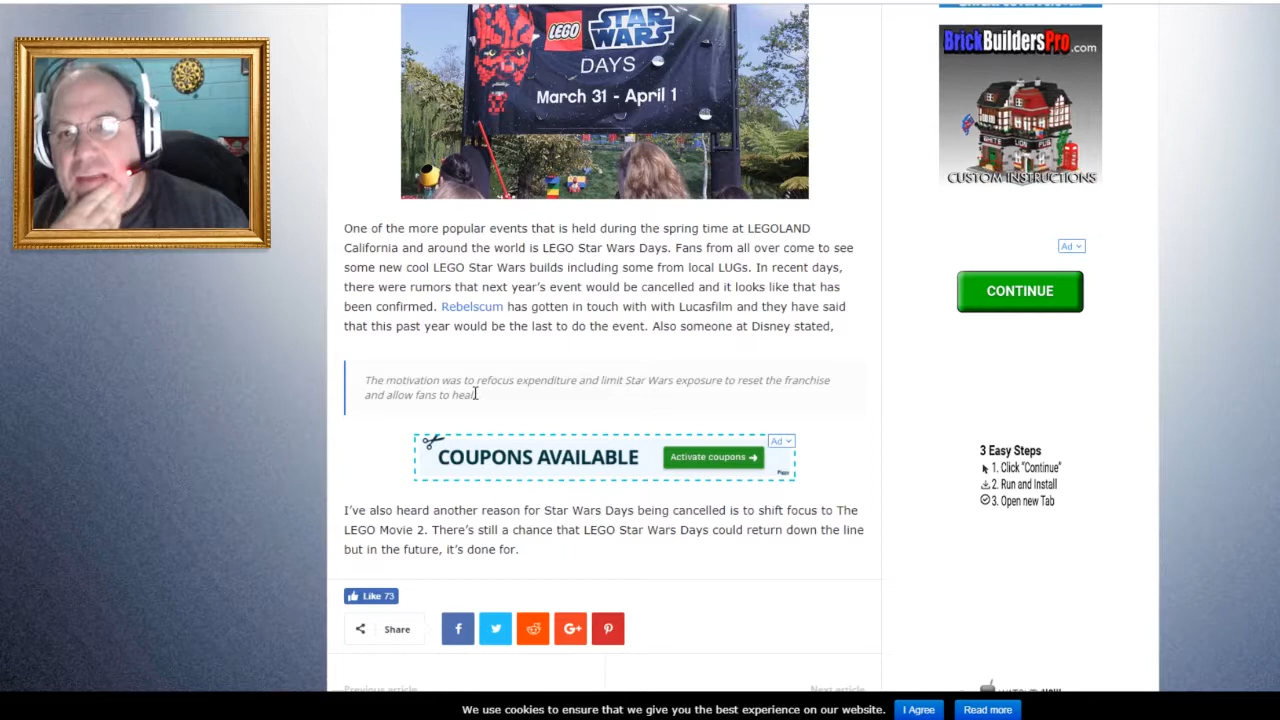 LEGO STAR WARS
DAYS
March 31 - April 1
BrickBuildersPro.com
WHITE LION PUB
CUSTOM INSTRUCTIONS
One of the more popular events that is held during the spring time at LEGOLAND
California and around the world is LEGO Star Wars Days. Fans from all over come to see
some new cool LEGO Star Wars builds including some from local LUGs. In recent days,
there were rumors that next year's event would be cancelled and it looks like that has
been confirmed. Rebelscum has gotten in touch with with Lucasfilm and they have said
that this past year would be the last to do the event. Also someone at Disney stated,
Ad
CONTINUE
The motivation was to refocus expenditure and limit Star Wars exposure to reset the franchise
and allow fans to heal.
COUPONS AVAILABLE
Activate coupons →
Ad
3 Easy Steps
1. Click "Continue"
2. Run and Install
3. Open new Tab
I've also heard another reason for Star Wars Days being cancelled is to shift focus to The
LEGO Movie 2. There's still a chance that LEGO Star Wars Days could return down the line
but in the future, it's done for.
Like 73
Share
G+
Previous article
Next article
We use cookies to ensure that we give you the best experience on our website.
I Agree
Read more